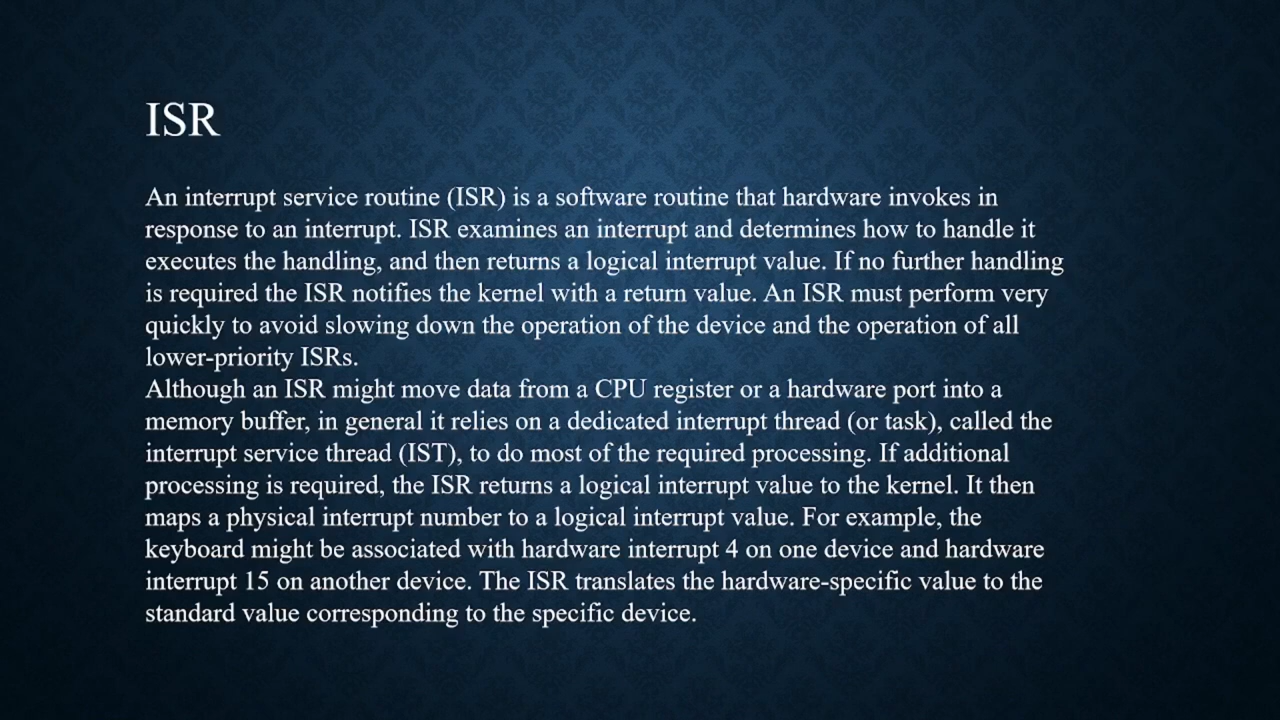 ISR
An interrupt service routine (ISR) is a software routine that hardware invokes in
response to an interrupt. ISR examines an interrupt and determines how to handle it
executes the handling, and then returns a logical interrupt value. If no further handling
is required the ISR notifies the kernel with a return value. An ISR must perform very
quickly to avoid slowing down the operation of the device and the operation of all
lower-priority ISRs.
Although an ISR might move data from a CPU register or a hardware port into a
memory buffer, in general it relies on a dedicated interrupt thread (or task), called the
interrupt service thread (IST), to do most of the required processing. If additional
processing is required, the ISR returns a logical interrupt value to the kernel. It then
maps a physical interrupt number to a logical interrupt value. For example, the
keyboard might be associated with hardware interrupt 4 on one device and hardware
interrupt 15 on another device. The ISR translates the hardware-specific value to the
standard value corresponding to the specific device.